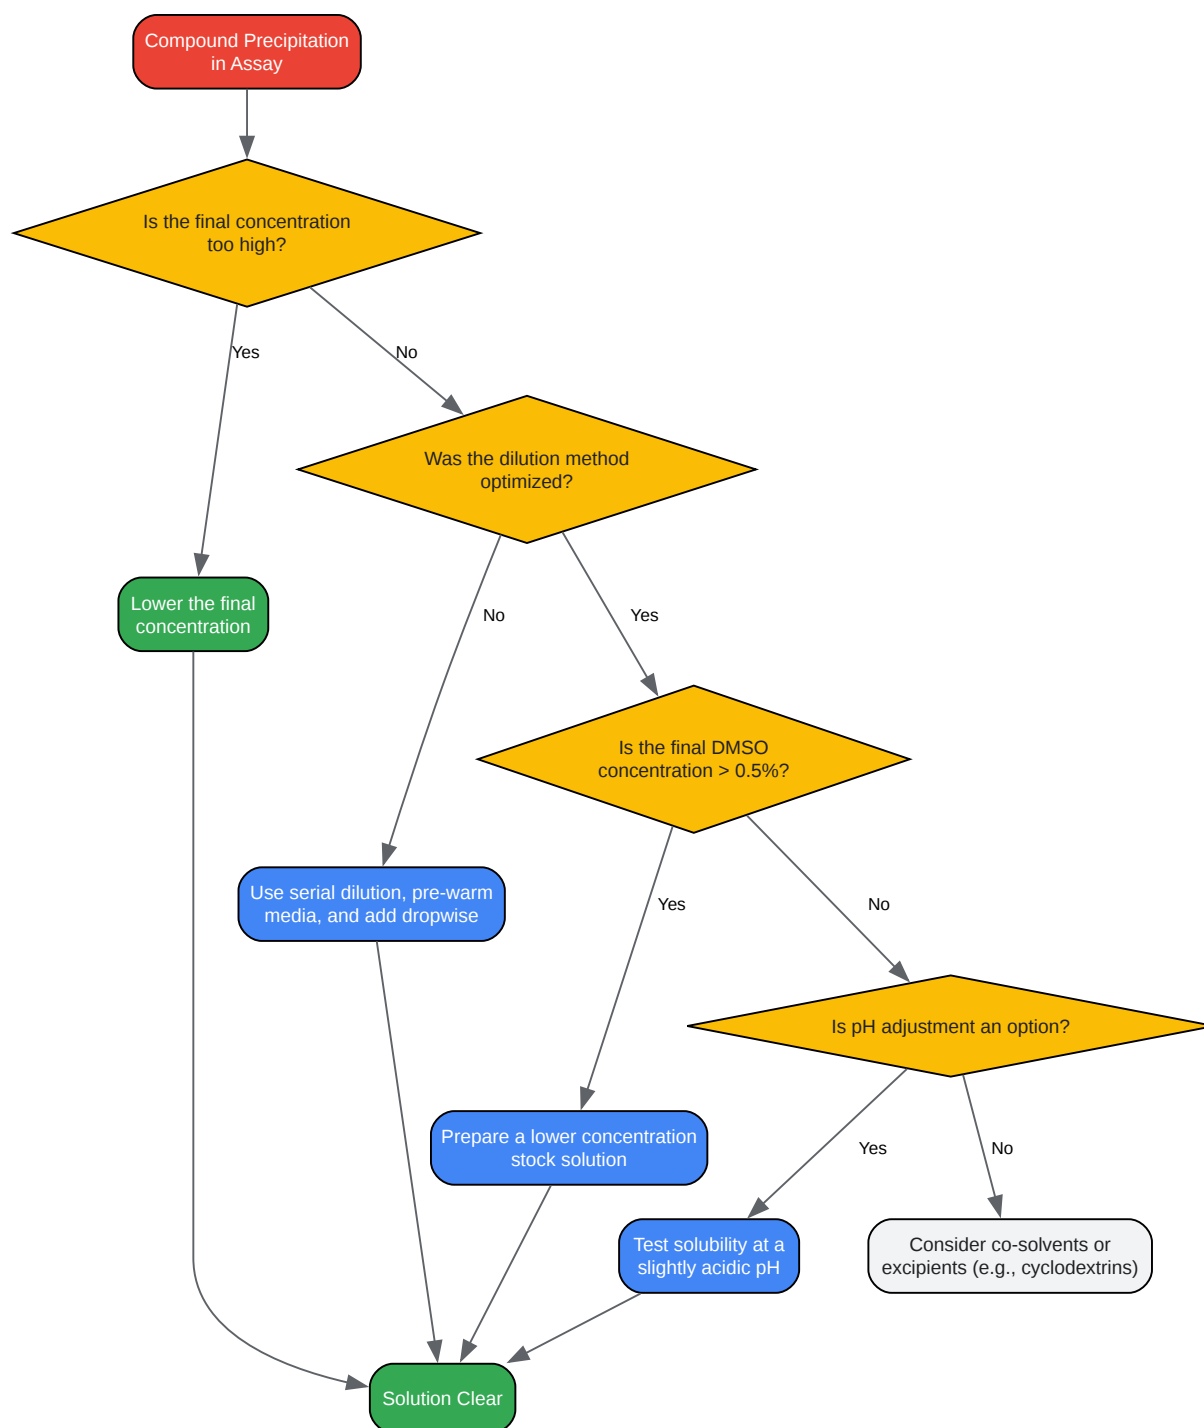 Compound Precipitation
in Assay
Is the final concentration
too high?
Yes
No
Was the dilution method
optimized?
Lower the final
concentration
No
Yes
Is the final DMSO
concentration > 0.5%?
Use serial dilution, pre-warm
media, and add dropwise
Yes
No
Is pH adjustment an option?
Prepare a lower concentration
stock solution
Yes
No
Test solubility at a
slightly acidic pH
Consider co-solvents or
excipients (e.g., cyclodextrins)
Solution Clear